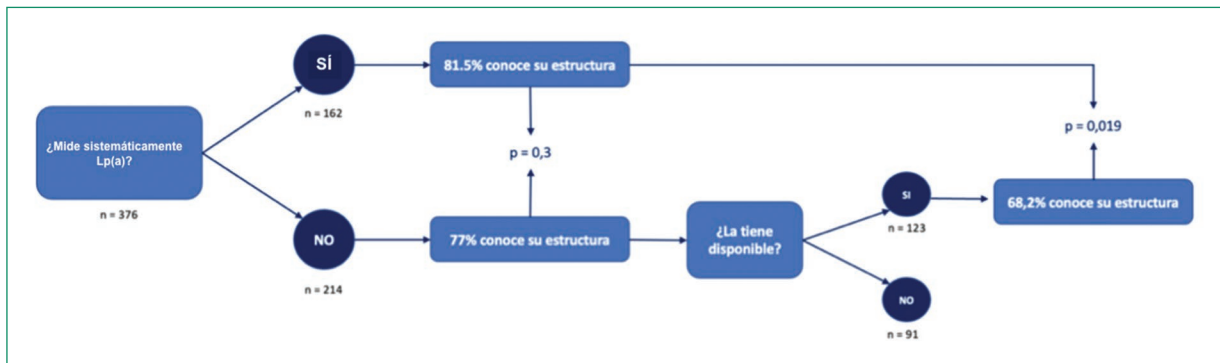 ¿Mide sistemáticamente
Lp(a)?
n = 376
SÍ
n = 162
81.5% conoce su estructura
p = 0,3
NO
n = 214
77% conoce su estructura
¿La tiene
disponible?
SI
n = 123
68,2% conoce su estructura
p = 0,019
NO
n = 91